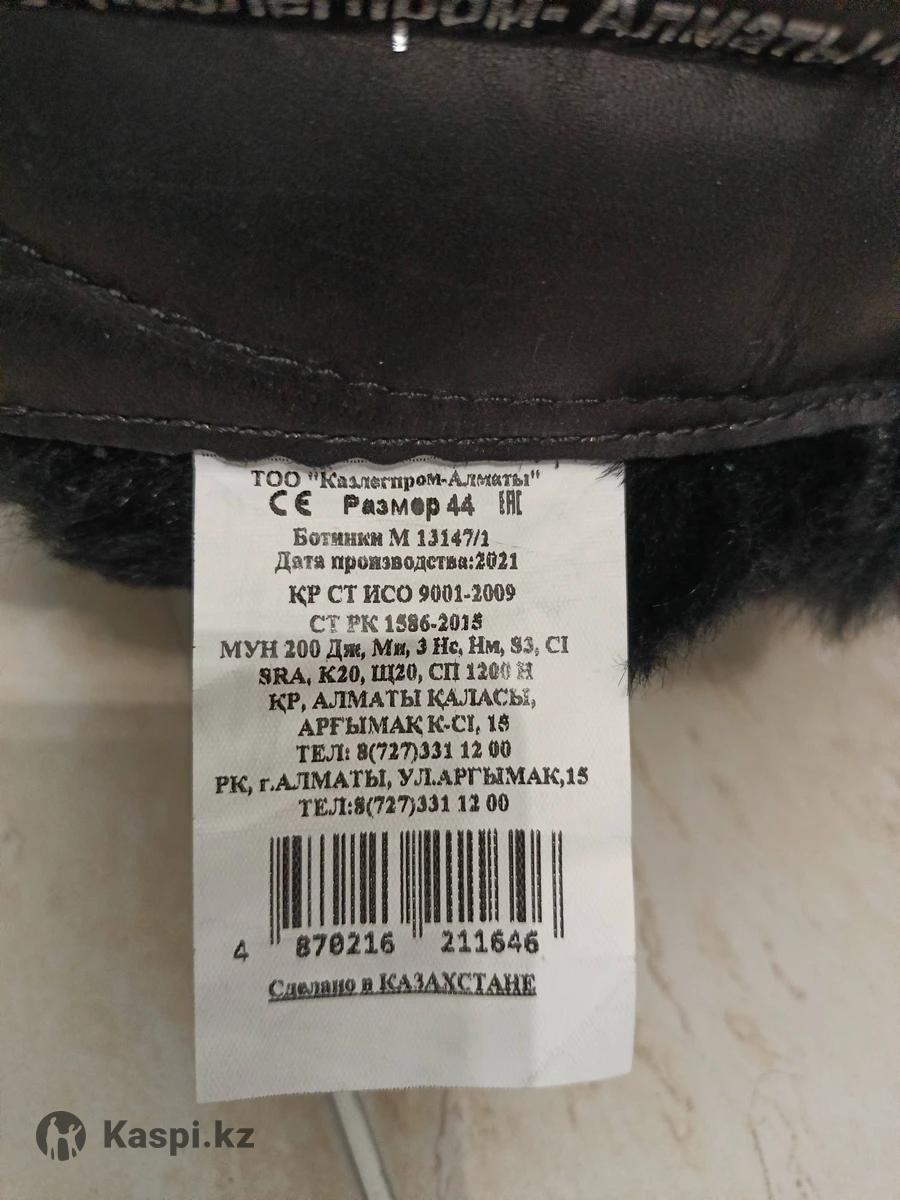 Казлегпром- Алматы
ТОО "Казлегпром-Алматы"
CE Размер 44 EAC
Ботинки М 13147/1
Дата производства:2021
ҚР СТ ИСО 9001-2009
СТ РК 1586-2015
МУН 200 Дж, Ми, 3 Нс, Нм, S3, CI
SRA, К20, Щ20, СП 1200 Н
ҚР, АЛМАТЫ ҚАЛАСЫ,
АРҒЫМАҚ К-СІ, 15
ТЕЛ: 8(727)331 12 00
РК, г.АЛМАТЫ, УЛ.АРГЫМАК,15
ТЕЛ:8(727)331 12 00
4 870216 211646
Сделано в КАЗАХСТАНЕ
Kaspi.kz